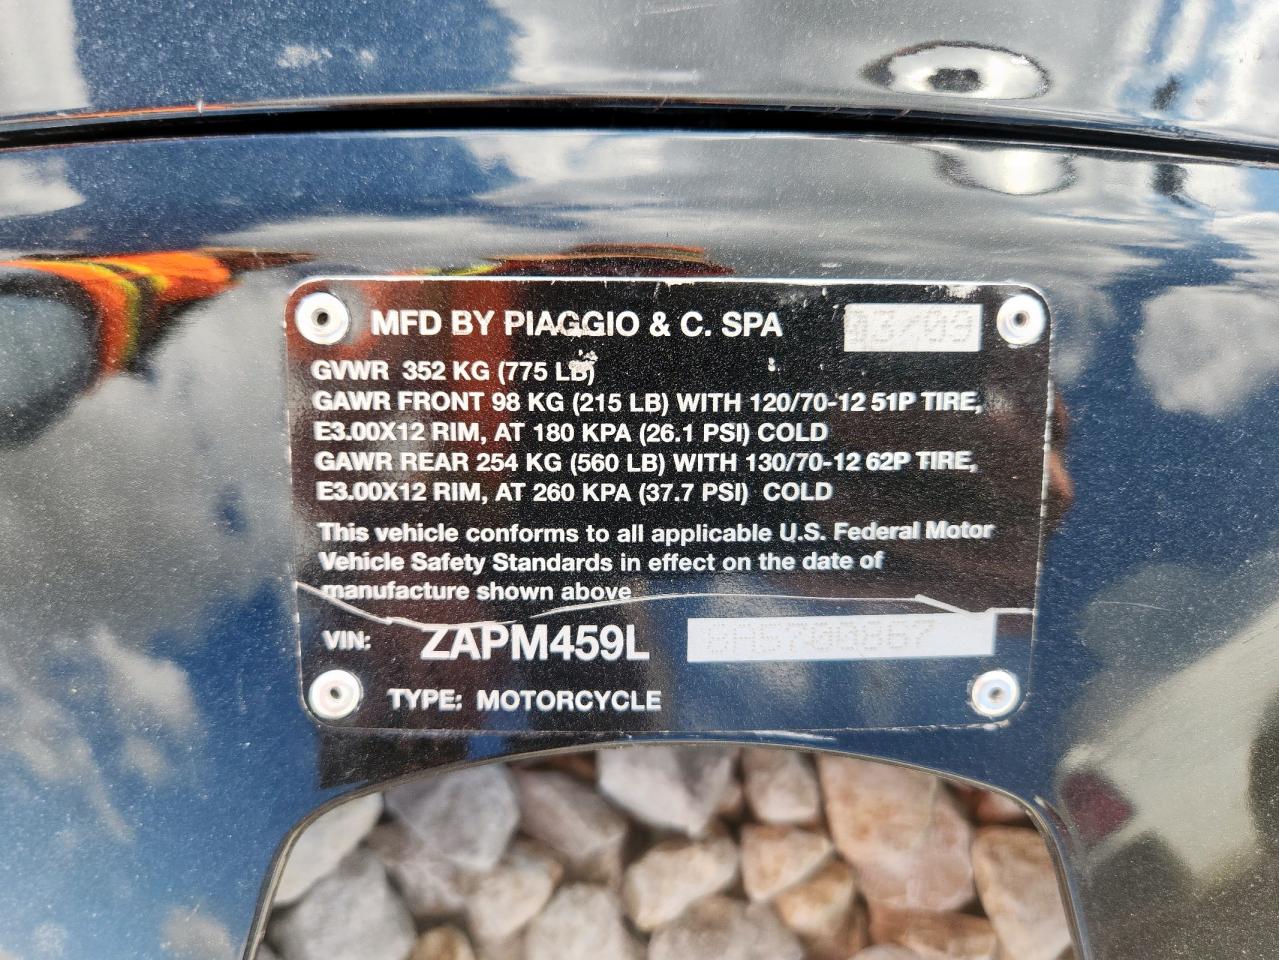 MFD BY PIAGGIO & C. SPA 03/09
GVWR 352 KG (775 LB)
GAWR FRONT 98 KG (215 LB) WITH 120/70-12 51P TIRE,
E3.00X12 RIM, AT 180 KPA (26.1 PSI) COLD
GAWR REAR 254 KG (560 LB) WITH 130/70-12 62P TIRE,
E3.00X12 RIM, AT 260 KPA (37.7 PSI) COLD
This vehicle conforms to all applicable U.S. Federal Motor
Vehicle Safety Standards in effect on the date of
manufacture shown above
VIN: ZAPM459L
TYPE: MOTORCYCLE